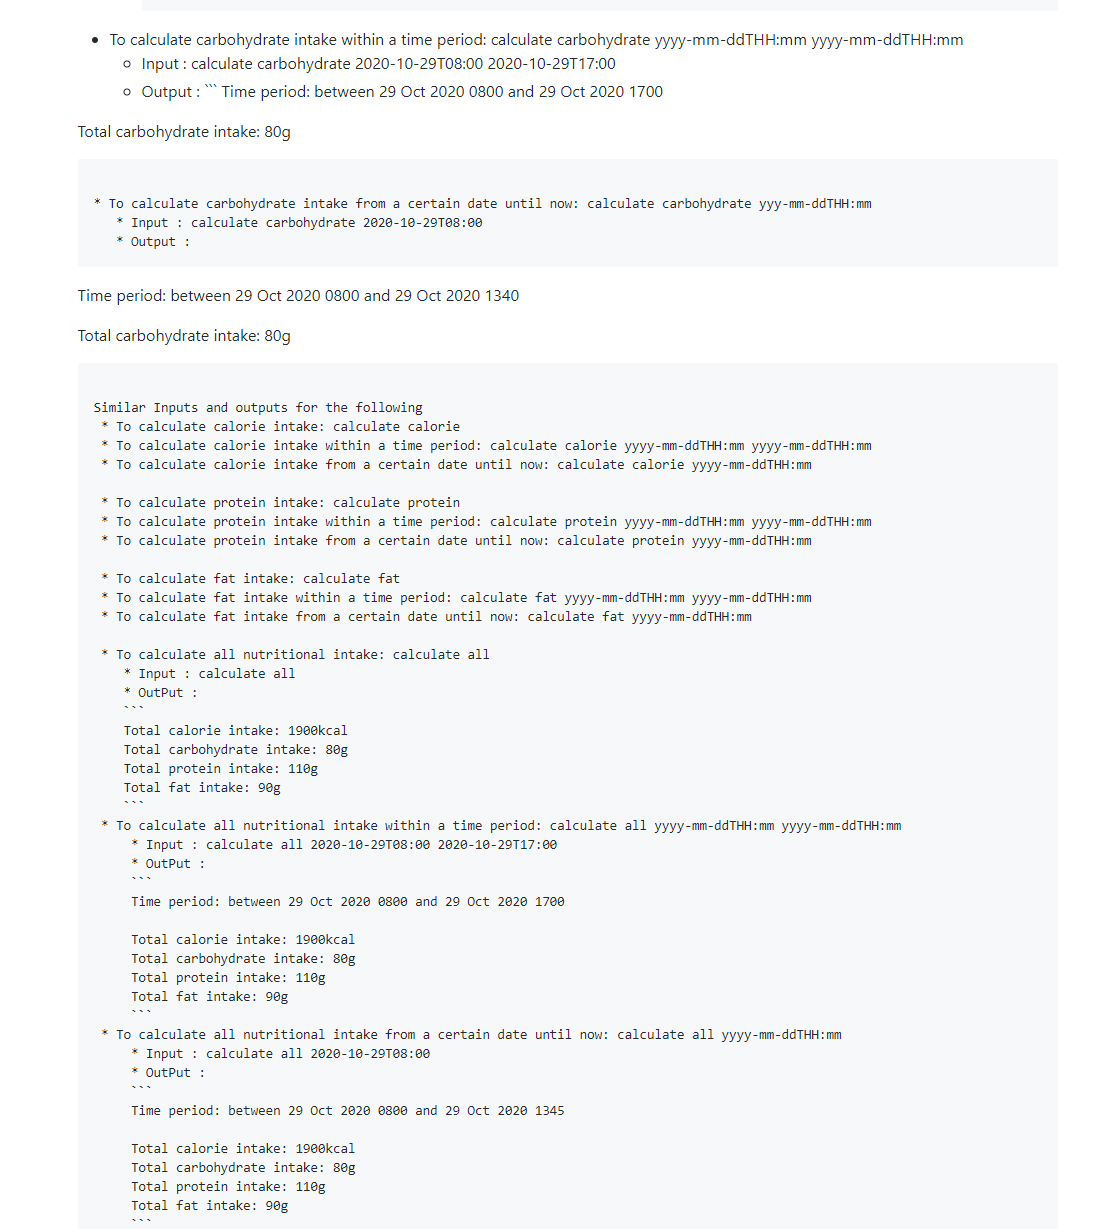 • To calculate carbohydrate intake within a time period: calculate carbohydrate yyyy-mm-ddTHH:mm yyyy-mm-ddTHH:mm
◦ Input : calculate carbohydrate 2020-10-29T08:00 2020-10-29T17:00
◦ Output : ``` Time period: between 29 Oct 2020 0800 and 29 Oct 2020 1700
Total carbohydrate intake: 80g
* To calculate carbohydrate intake from a certain date until now: calculate carbohydrate yyy-mm-ddTHH:mm
* Input : calculate carbohydrate 2020-10-29T08:00
* Output :
Time period: between 29 Oct 2020 0800 and 29 Oct 2020 1340
Total carbohydrate intake: 80g
Similar Inputs and outputs for the following
* To calculate calorie intake: calculate calorie
* To calculate calorie intake within a time period: calculate calorie yyyy-mm-ddTHH:mm yyyy-mm-ddTHH:mm
* To calculate calorie intake from a certain date until now: calculate calorie yyyy-mm-ddTHH:mm
* To calculate protein intake: calculate protein
* To calculate protein intake within a time period: calculate protein yyyy-mm-ddTHH:mm yyyy-mm-ddTHH:mm
* To calculate protein intake from a certain date until now: calculate protein yyyy-mm-ddTHH:mm
* To calculate fat intake: calculate fat
* To calculate fat intake within a time period: calculate fat yyyy-mm-ddTHH:mm yyyy-mm-ddTHH:mm
* To calculate fat intake from a certain date until now: calculate fat yyyy-mm-ddTHH:mm
* To calculate all nutritional intake: calculate all
* Input : calculate all
* OutPut :
```
Total calorie intake: 1900kcal
Total carbohydrate intake: 80g
Total protein intake: 110g
Total fat intake: 90g
```
* To calculate all nutritional intake within a time period: calculate all yyyy-mm-ddTHH:mm yyyy-mm-ddTHH:mm
* Input : calculate all 2020-10-29T08:00 2020-10-29T17:00
* OutPut :
```
Time period: between 29 Oct 2020 0800 and 29 Oct 2020 1700
Total calorie intake: 1900kcal
Total carbohydrate intake: 80g
Total protein intake: 110g
Total fat intake: 90g
```
* To calculate all nutritional intake from a certain date until now: calculate all yyyy-mm-ddTHH:mm
* Input : calculate all 2020-10-29T08:00
* OutPut :
```
Time period: between 29 Oct 2020 0800 and 29 Oct 2020 1345
Total calorie intake: 1900kcal
Total carbohydrate intake: 80g
Total protein intake: 110g
Total fat intake: 90g
```